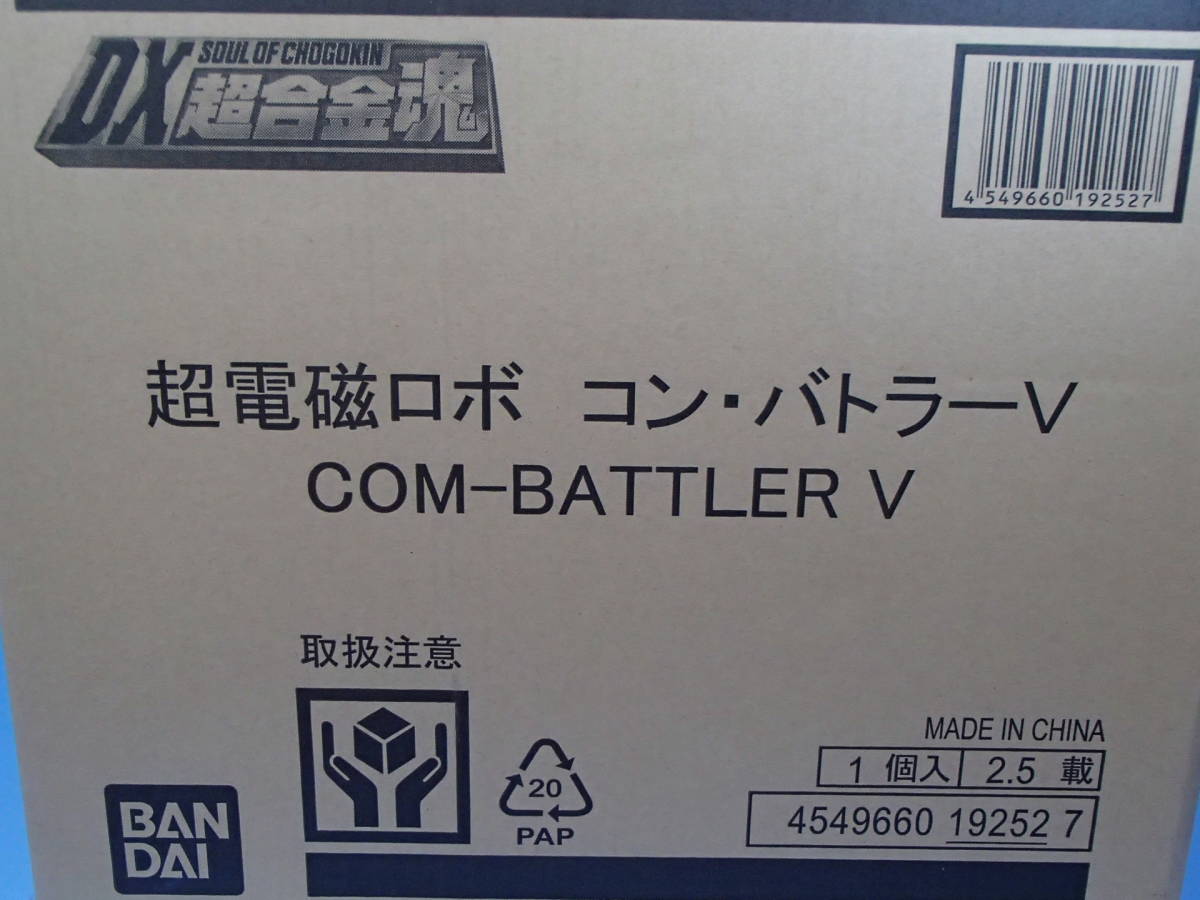 DX SOUL OF CHOGOKIN
超合金魂
4 549660 192527
超電磁ロボ コン・バトラーV
COM-BATTLER V
取扱注意
20
PAP
BAN
DAI
MADE IN CHINA
1 個入 2.5 載
4549660 19252 7